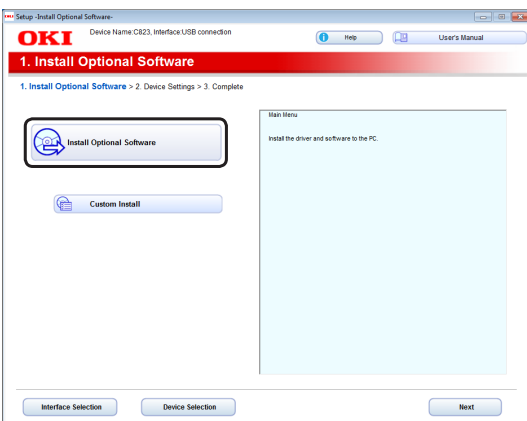 Setup -Install Optional Software-
OKI
Device Name:C823, Interface:USB connection
Help
User's Manual
1. Install Optional Software
1. Install Optional Software > 2. Device Settings > 3. Complete
Install Optional Software
Custom Install
Main Menu
Install the driver and software to the PC.
Interface Selection
Device Selection
Next